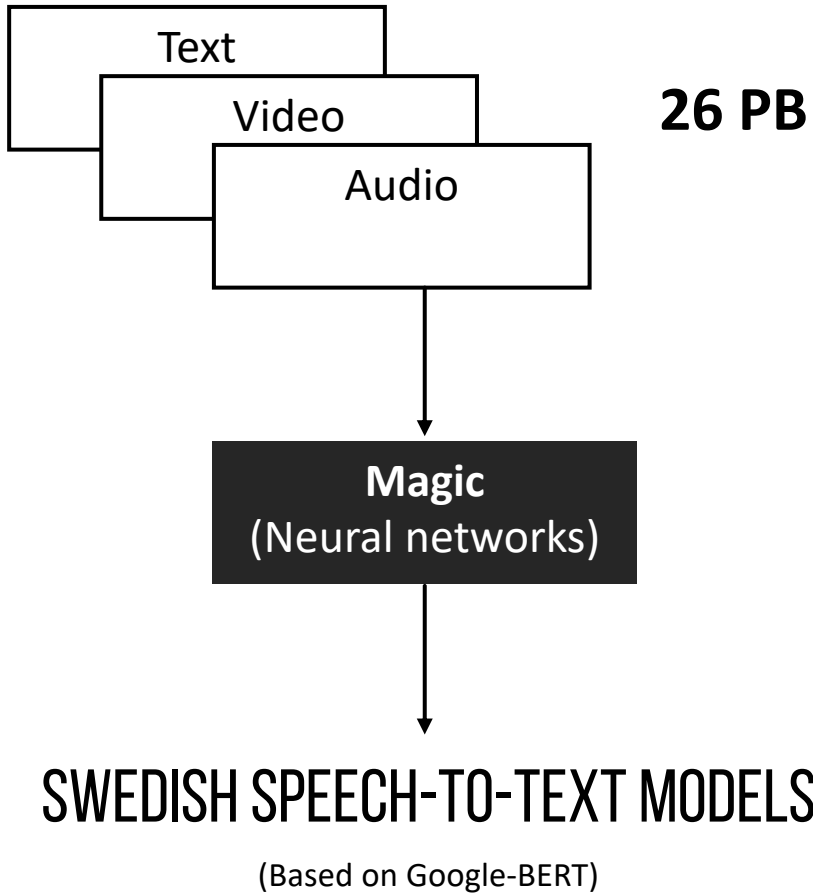 Text
Video
Audio
26 PB
Magic
(Neural networks)
SWEDISH SPEECH-TO-TEXT MODELS
(Based on Google-BERT)